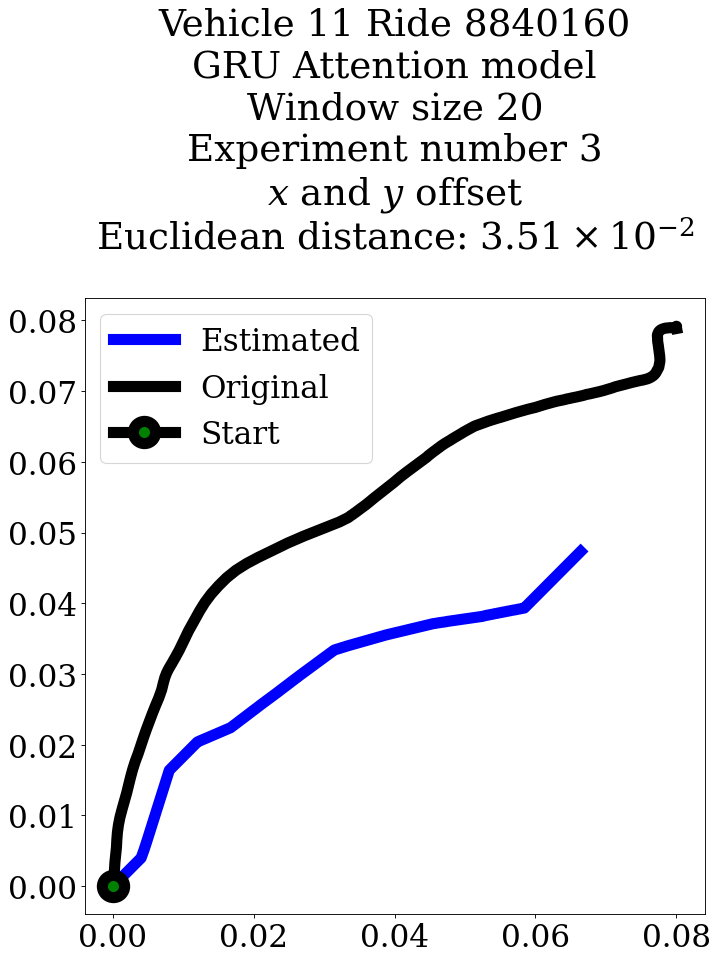 Vehicle 11 Ride 8840160
GRU Attention model
Window size 20
Experiment number 3
x and y offset
Euclidean distance: 3.51 × 10⁻²
Estimated
Original
Start
0.08
0.07
0.06
0.05
0.04
0.03
0.02
0.01
0.00
0.00 0.02 0.04 0.06 0.08